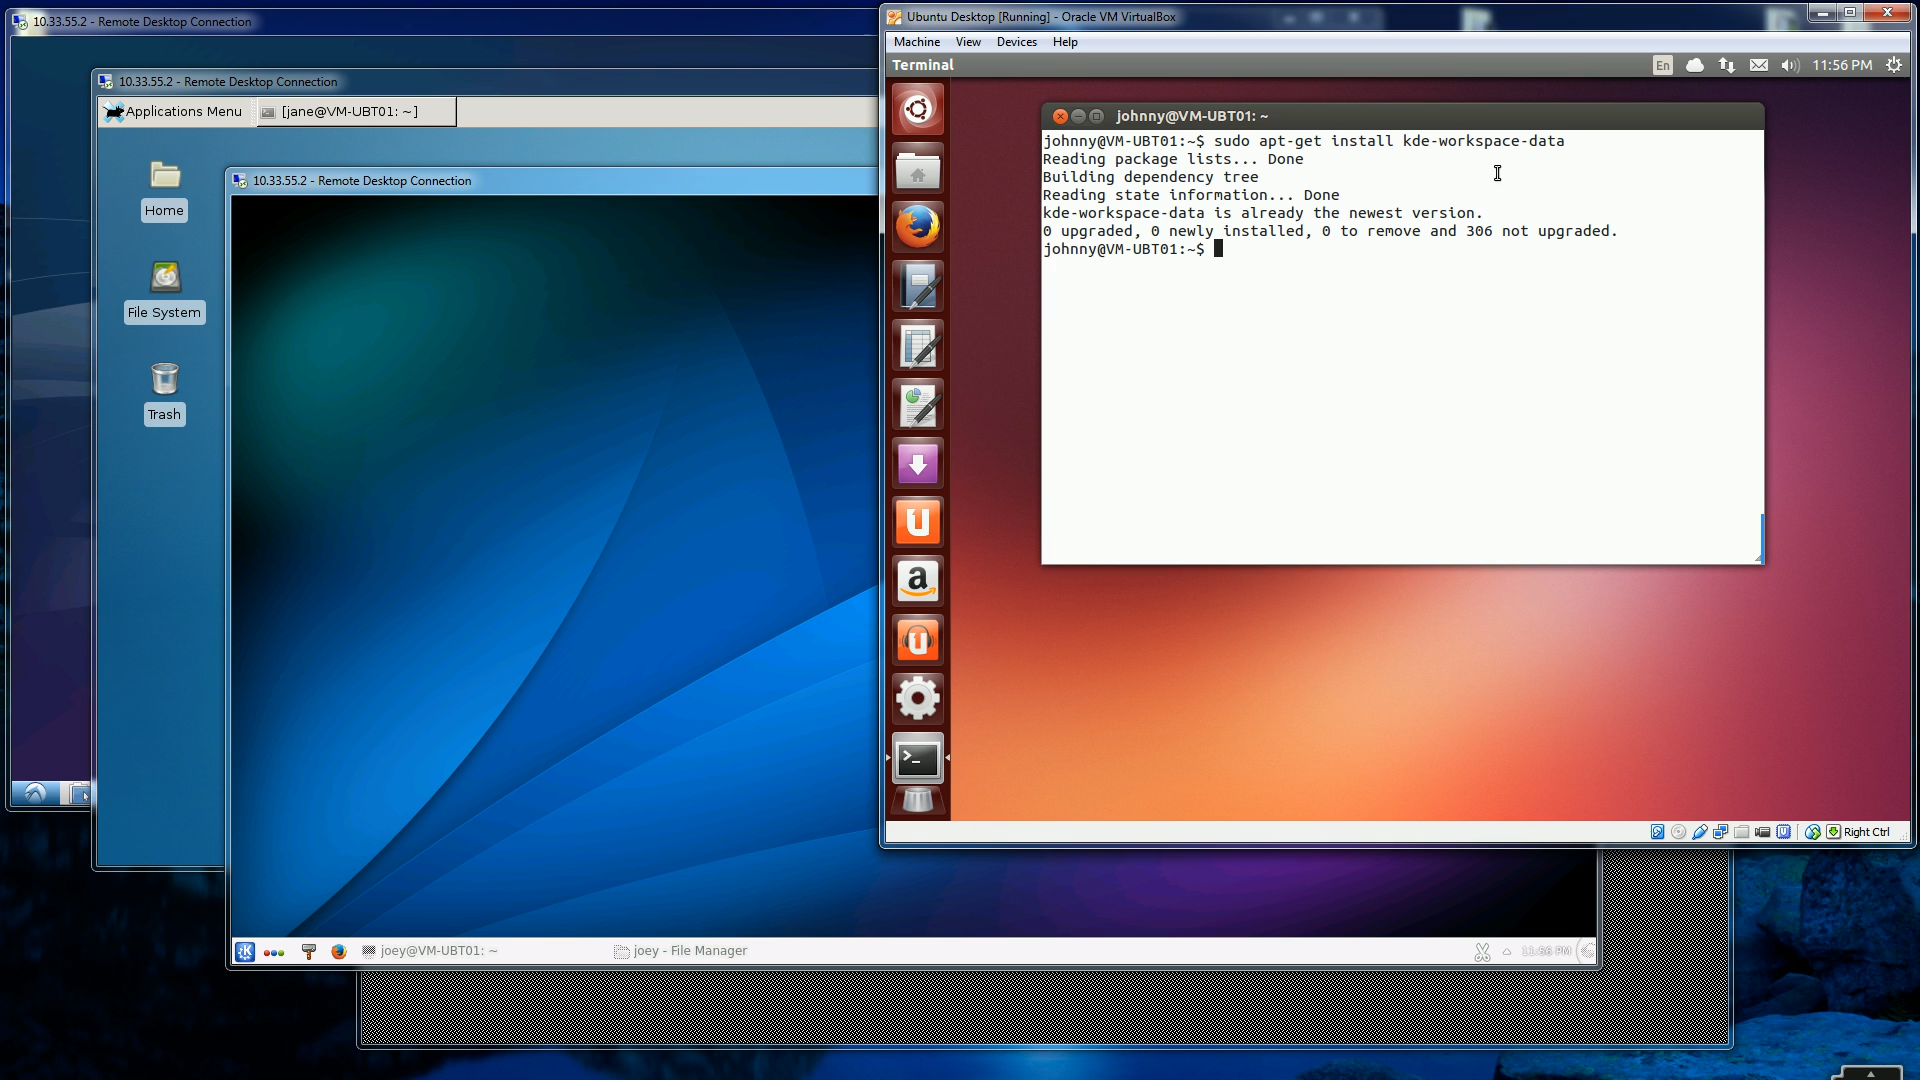 10.33.55.2 - Remote Desktop Connection
10.33.55.2 - Remote Desktop Connection
Applications Menu
[jane@VM-UBT01: ~]
Home
File System
Trash
10.33.55.2 - Remote Desktop Connection
joey@VM-UBT01: ~
joey - File Manager
11:56 PM
Ubuntu Desktop [Running] - Oracle VM VirtualBox
Machine View Devices Help
Terminal
En
11:56 PM
johnny@VM-UBT01: ~
johnny@VM-UBT01:~$ sudo apt-get install kde-workspace-data
Reading package lists... Done
Building dependency tree
Reading state information... Done
kde-workspace-data is already the newest version.
0 upgraded, 0 newly installed, 0 to remove and 306 not upgraded.
johnny@VM-UBT01:~$
Right Ctrl